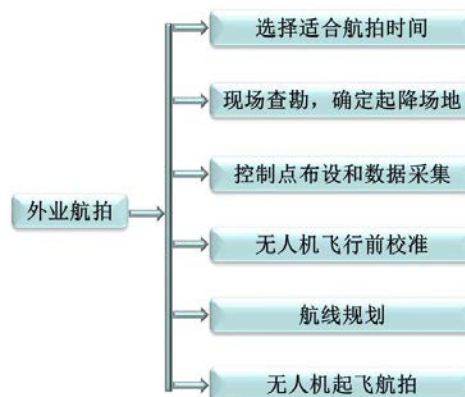 选择适合航拍时间
现场查勘，确定起降场地
控制点布设和数据采集
外业航拍
无人机飞行前校准
航线规划
无人机起飞航拍